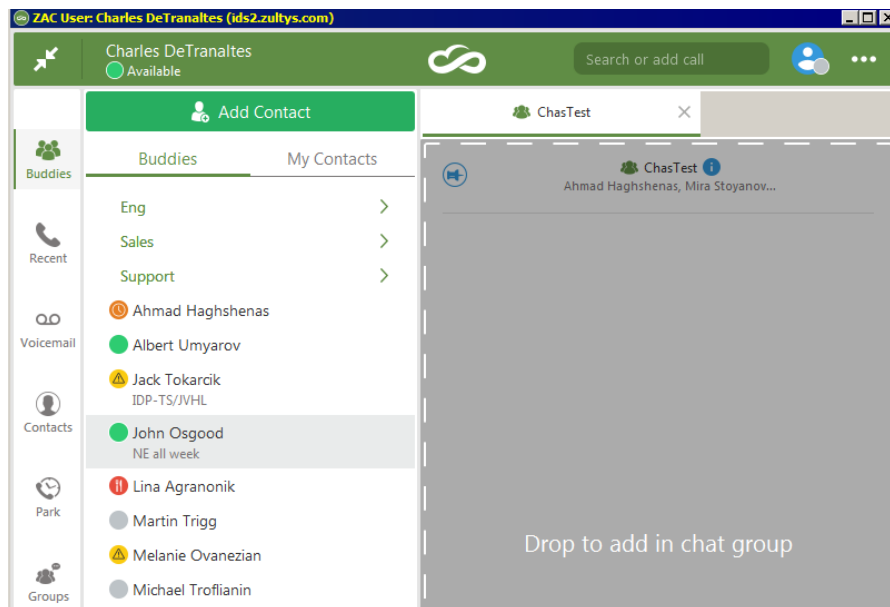 ZAC User: Charles DeTranaltes (ids2.zultys.com)
Charles DeTranaltes
Available
Search or add call
Add Contact
ChasTest
Buddies
Buddies
My Contacts
ChasTest
Ahmad Haghshenas, Mira Stoyanov...
Eng
Sales
Support
Recent
Ahmad Haghshenas
Voicemail
Albert Umyarov
Jack Tokarcik
IDP-TS/JVHL
Contacts
John Osgood
NE all week
Park
Lina Agranonik
Martin Trigg
Melanie Ovanezian
Drop to add in chat group
Groups
Michael Troflianin